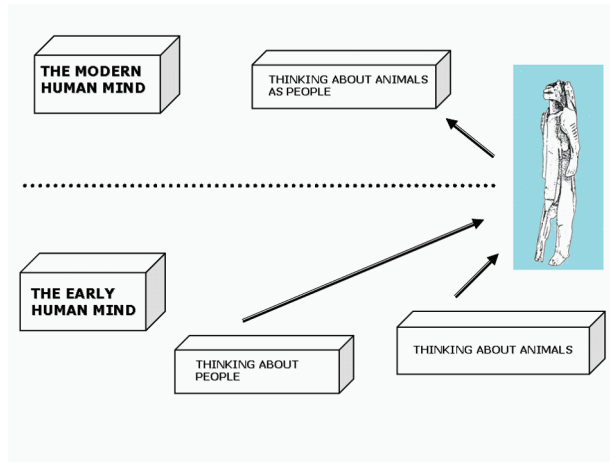 THE MODERN
HUMAN MIND
THINKING ABOUT ANIMALS
AS PEOPLE
THE EARLY
HUMAN MIND
THINKING ABOUT
PEOPLE
THINKING ABOUT ANIMALS